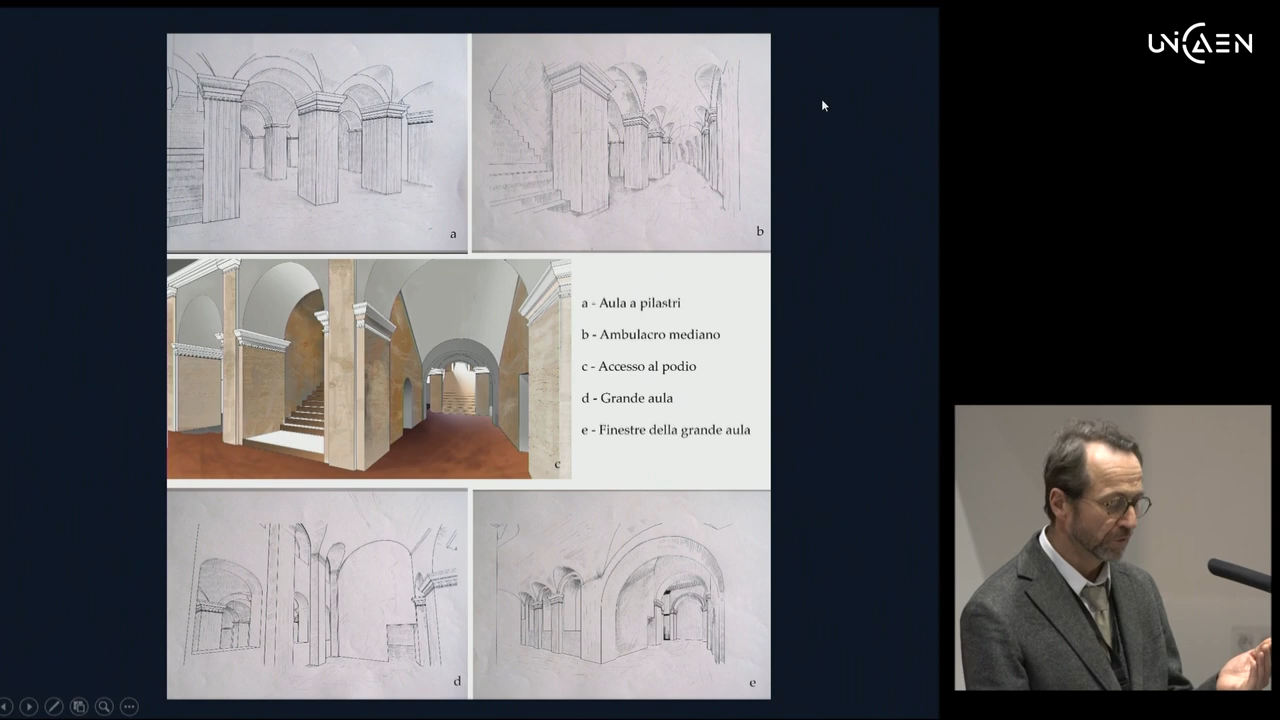 UNICAEN
a
b
a - Aula a pilastri
b - Ambulacro mediano
c - Accesso al podio
d - Grande aula
e - Finestre della grande aula
c
d
e